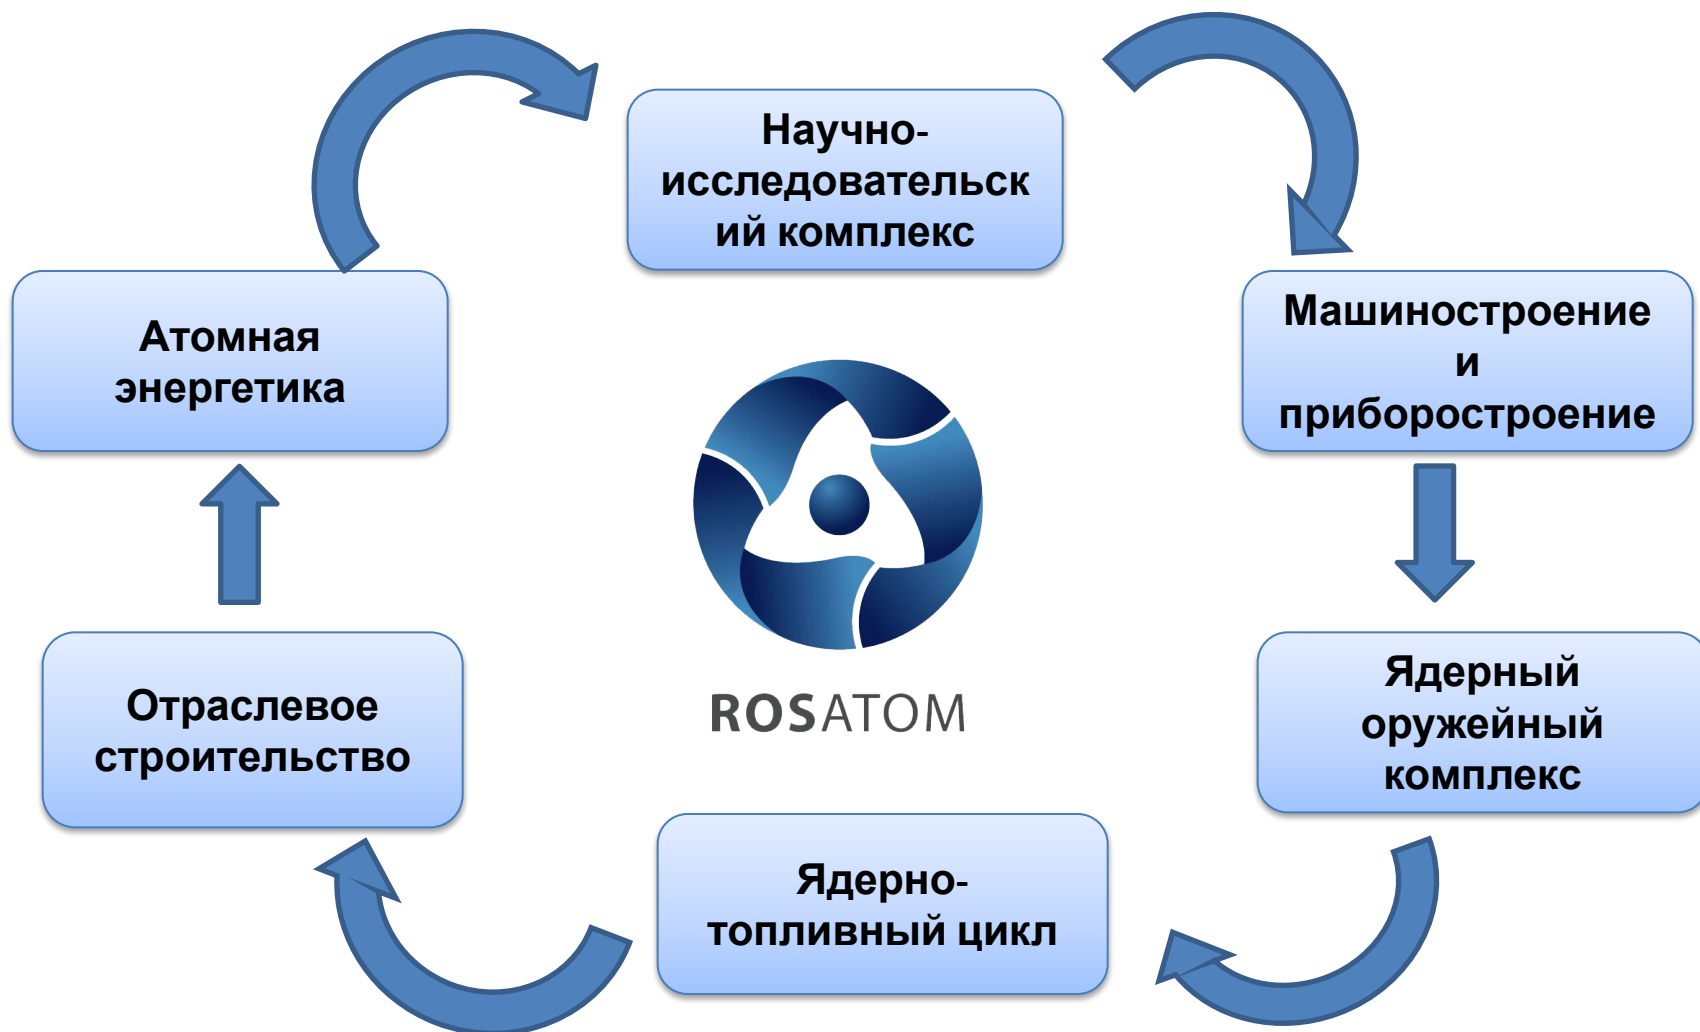 Научно-
исследовательск
ий комплекс
Машиностроение
и
приборостроение
Ядерный
оружейный
комплекс
Ядерно-
топливный цикл
Отраслевое
строительство
Атомная
энергетика
ROSATOM